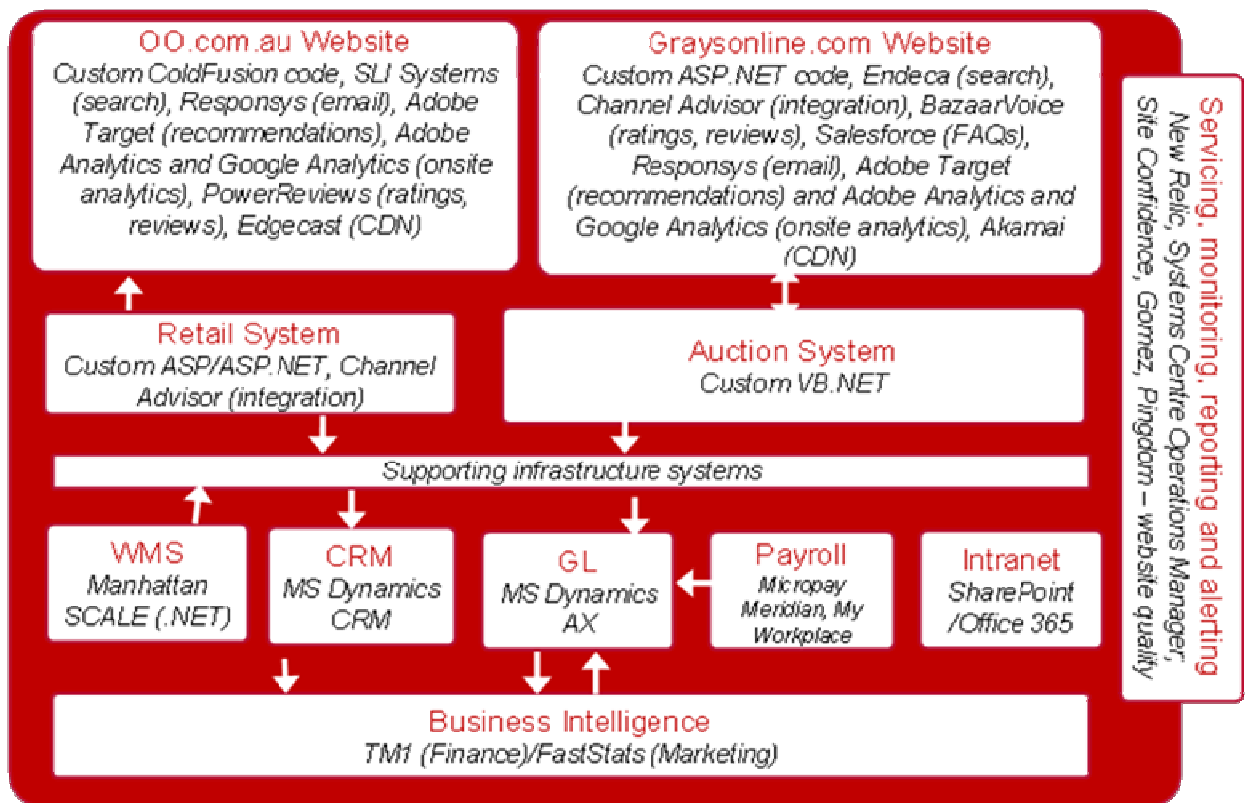 OO.com.au Website
Custom ColdFusion code, SLI Systems
(search), Responsys (email), Adobe
Target (recommendations), Adobe
Analytics and Google Analytics (onsite
analytics), PowerReviews (ratings,
reviews), Edgecast (CDN)
Graysonline.com Website
Custom ASP.NET code, Endeca (search),
Channel Advisor (integration), BazaarVoice
(ratings, reviews), Salesforce (FAQs),
Responsys (email), Adobe Target
(recommendations) and Adobe Analytics and
Google Analytics (onsite analytics), Akamai
(CDN)
Retail System
Custom ASP/ASP.NET, Channel
Advisor (integration)
Auction System
Custom VB.NET
Supporting infrastructure systems
WMS
Manhattan
SCALE (.NET)
CRM
MS Dynamics
CRM
GL
MS Dynamics
AX
Payroll
Micropay
Meridian, My
Workplace
Intranet
SharePoint
/Office 365
Business Intelligence
TM1 (Finance)/FastStats (Marketing)
Servicing, monitoring, reporting and alerting
New Relic, Systems Centre Operations Manager,
Site Confidence, Gomez, Pingdom – website quality